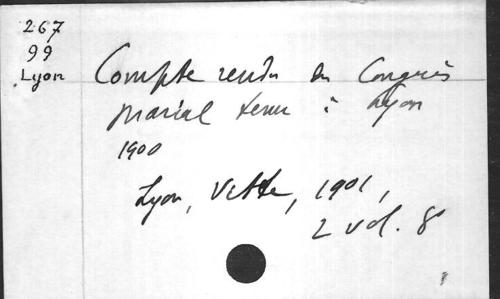 267
99
Lyon
Compte rendu du Congrès
marial tenu à Lyon
1900
Lyon, Vitte, 1901,
2 vol. 8°